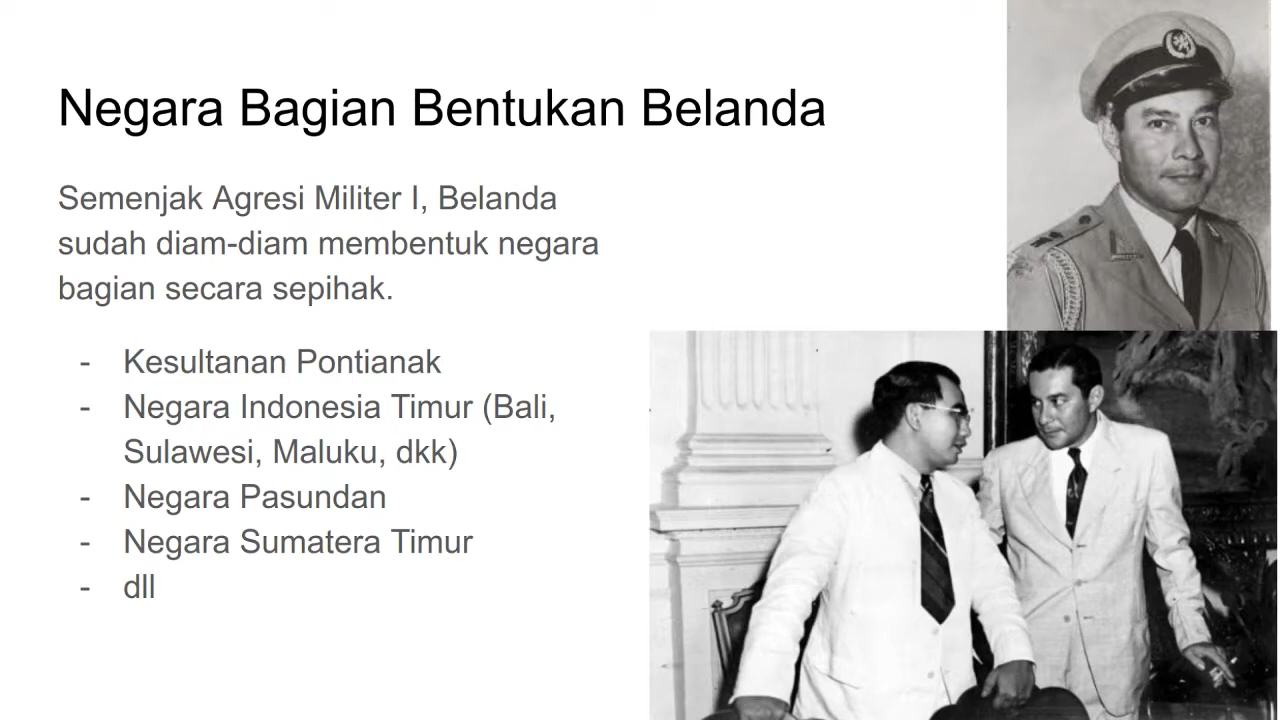 Negara Bagian Bentukan Belanda
Semenjak Agresi Militer I, Belanda
sudah diam-diam membentuk negara
bagian secara sepihak.
- Kesultanan Pontianak
- Negara Indonesia Timur (Bali,
Sulawesi, Maluku, dkk)
- Negara Pasundan
- Negara Sumatera Timur
- dll